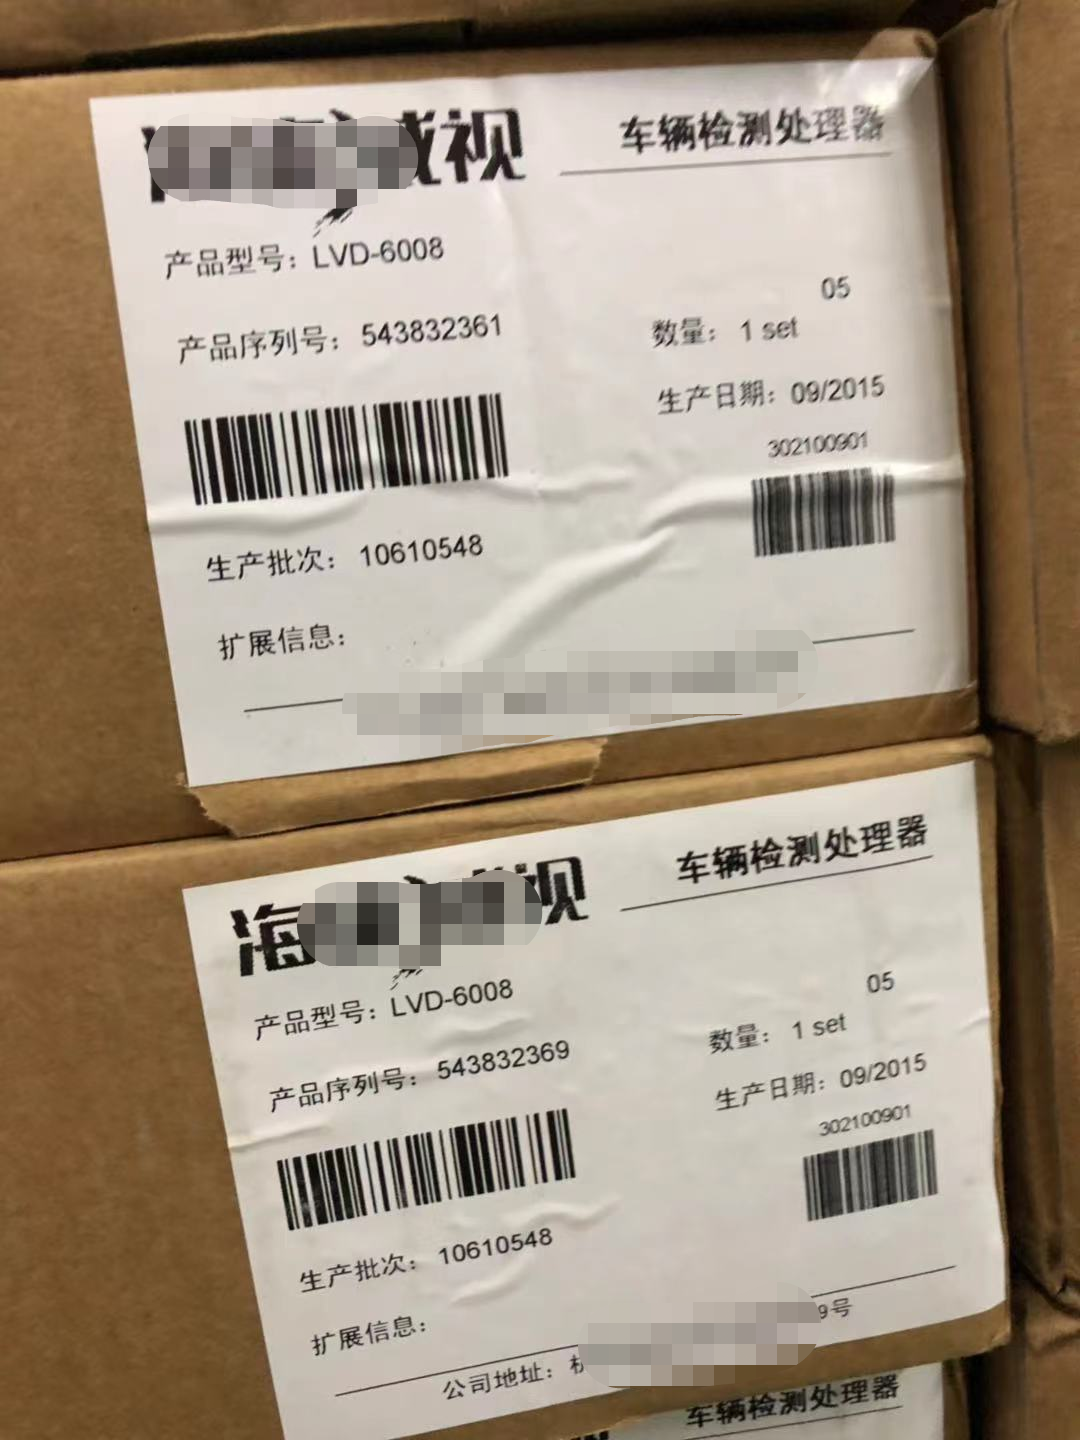 威视
车辆检测处理器
产品型号：LVD-6008
05
产品序列号：543832361
数量：1 set
生产日期：09/2015
302100901
生产批次：10610548
扩展信息：
海
视
车辆检测处理器
产品型号：LVD-6008
05
产品序列号：543832369
数量：1 set
生产日期：09/2015
302100901
生产批次：10610548
扩展信息：
公司地址：
9号
车辆检测处理器